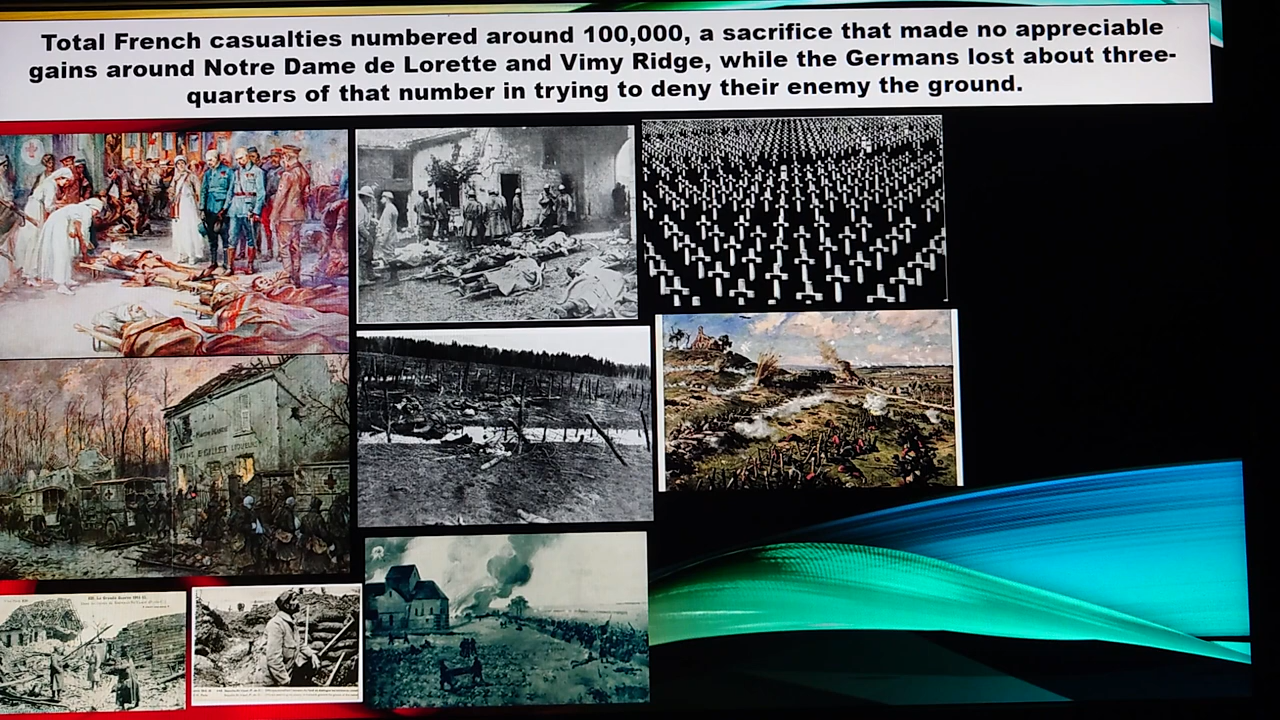 Total French casualties numbered around 100,000, a sacrifice that made no appreciable
gains around Notre Dame de Lorette and Vimy Ridge, while the Germans lost about three-
quarters of that number in trying to deny their enemy the ground.